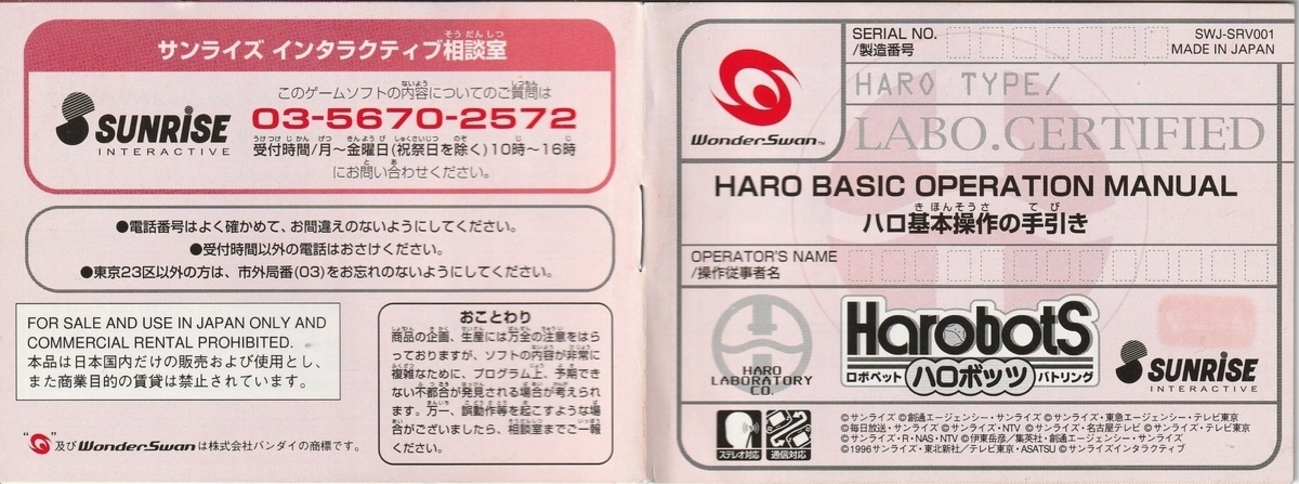 サンライズ インタラクティブ相談室
このゲームソフトの内容についてのご質問は
SUNRISE
INTERACTIVE
03-5670-2572
受付時間/月～金曜日(祝祭日を除く)10時～16時
にお問い合わせください。
●電話番号はよく確かめて、お間違えのないようにしてください。
●受付時間以外の電話はおさけください。
●東京23区以外の方は、市外局番(03)をお忘れのないようにしてください。
FOR SALE AND USE IN JAPAN ONLY AND
COMMERCIAL RENTAL PROHIBITED.
本品は日本国内だけの販売および使用とし、
また商業目的の賃貸は禁止されています。
おことわり
商品の企画、生産には万全の注意をはら
っておりますが、ソフトの内容が非常に
複雑なために、プログラム上、予期でき
ない不都合が発見される場合が考えられ
ます。万一、誤動作等を起こすような場
合がございましたら、相談室までご一報
ください。
“ ”及びWonderSwanは株式会社バンダイの商標です。
WonderSwan™
SERIAL NO.
/製造番号
SWJ-SRV001
MADE IN JAPAN
HARO TYPE/
LABO.CERTIFIED
HARO BASIC OPERATION MANUAL
ハロ基本操作の手引き
OPERATOR'S NAME
/操作従事者名
HARO
LABORATORY
CO.
HarobotS
ロボペット ハロボッツ バトリング
SUNRISE
INTERACTIVE
ステレオ対応
通信対応
©サンライズ ©創通エージェンシー・サンライズ ©サンライズ・東急エージェンシー・テレビ東京
©毎日放送・サンライズ ©サンライズ・NTV ©サンライズ・名古屋テレビ ©サンライズ・テレビ東京
©サンライズ・R・NAS・NTV ©伊東岳彦／集英社・創通エージェンシー・サンライズ
©1996サンライズ・東北新社／テレビ東京・ASATSU ©サンライズインタラクティブ